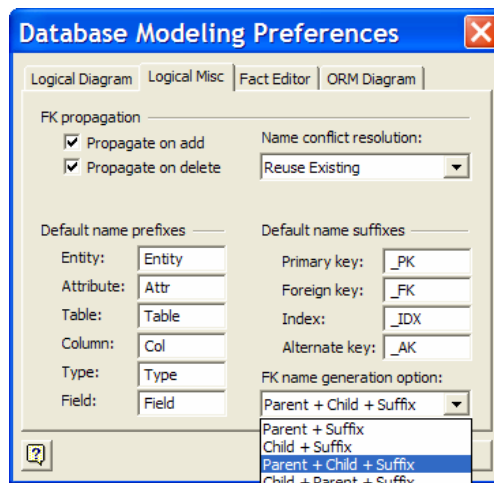 Database Modeling Preferences
Logical Diagram Logical Misc Fact Editor ORM Diagram
FK propagation
Propagate on add
Propagate on delete
Name conflict resolution:
Reuse Existing
Default name prefixes
Entity: Entity
Attribute: Attr
Table: Table
Column: Col
Type: Type
Field: Field
Default name suffixes
Primary key: _PK
Foreign key: _FK
Index: _IDX
Alternate key: _AK
FK name generation option:
Parent + Child + Suffix
Parent + Suffix
Child + Suffix
Parent + Child + Suffix
Child + Parent + Suffix
?